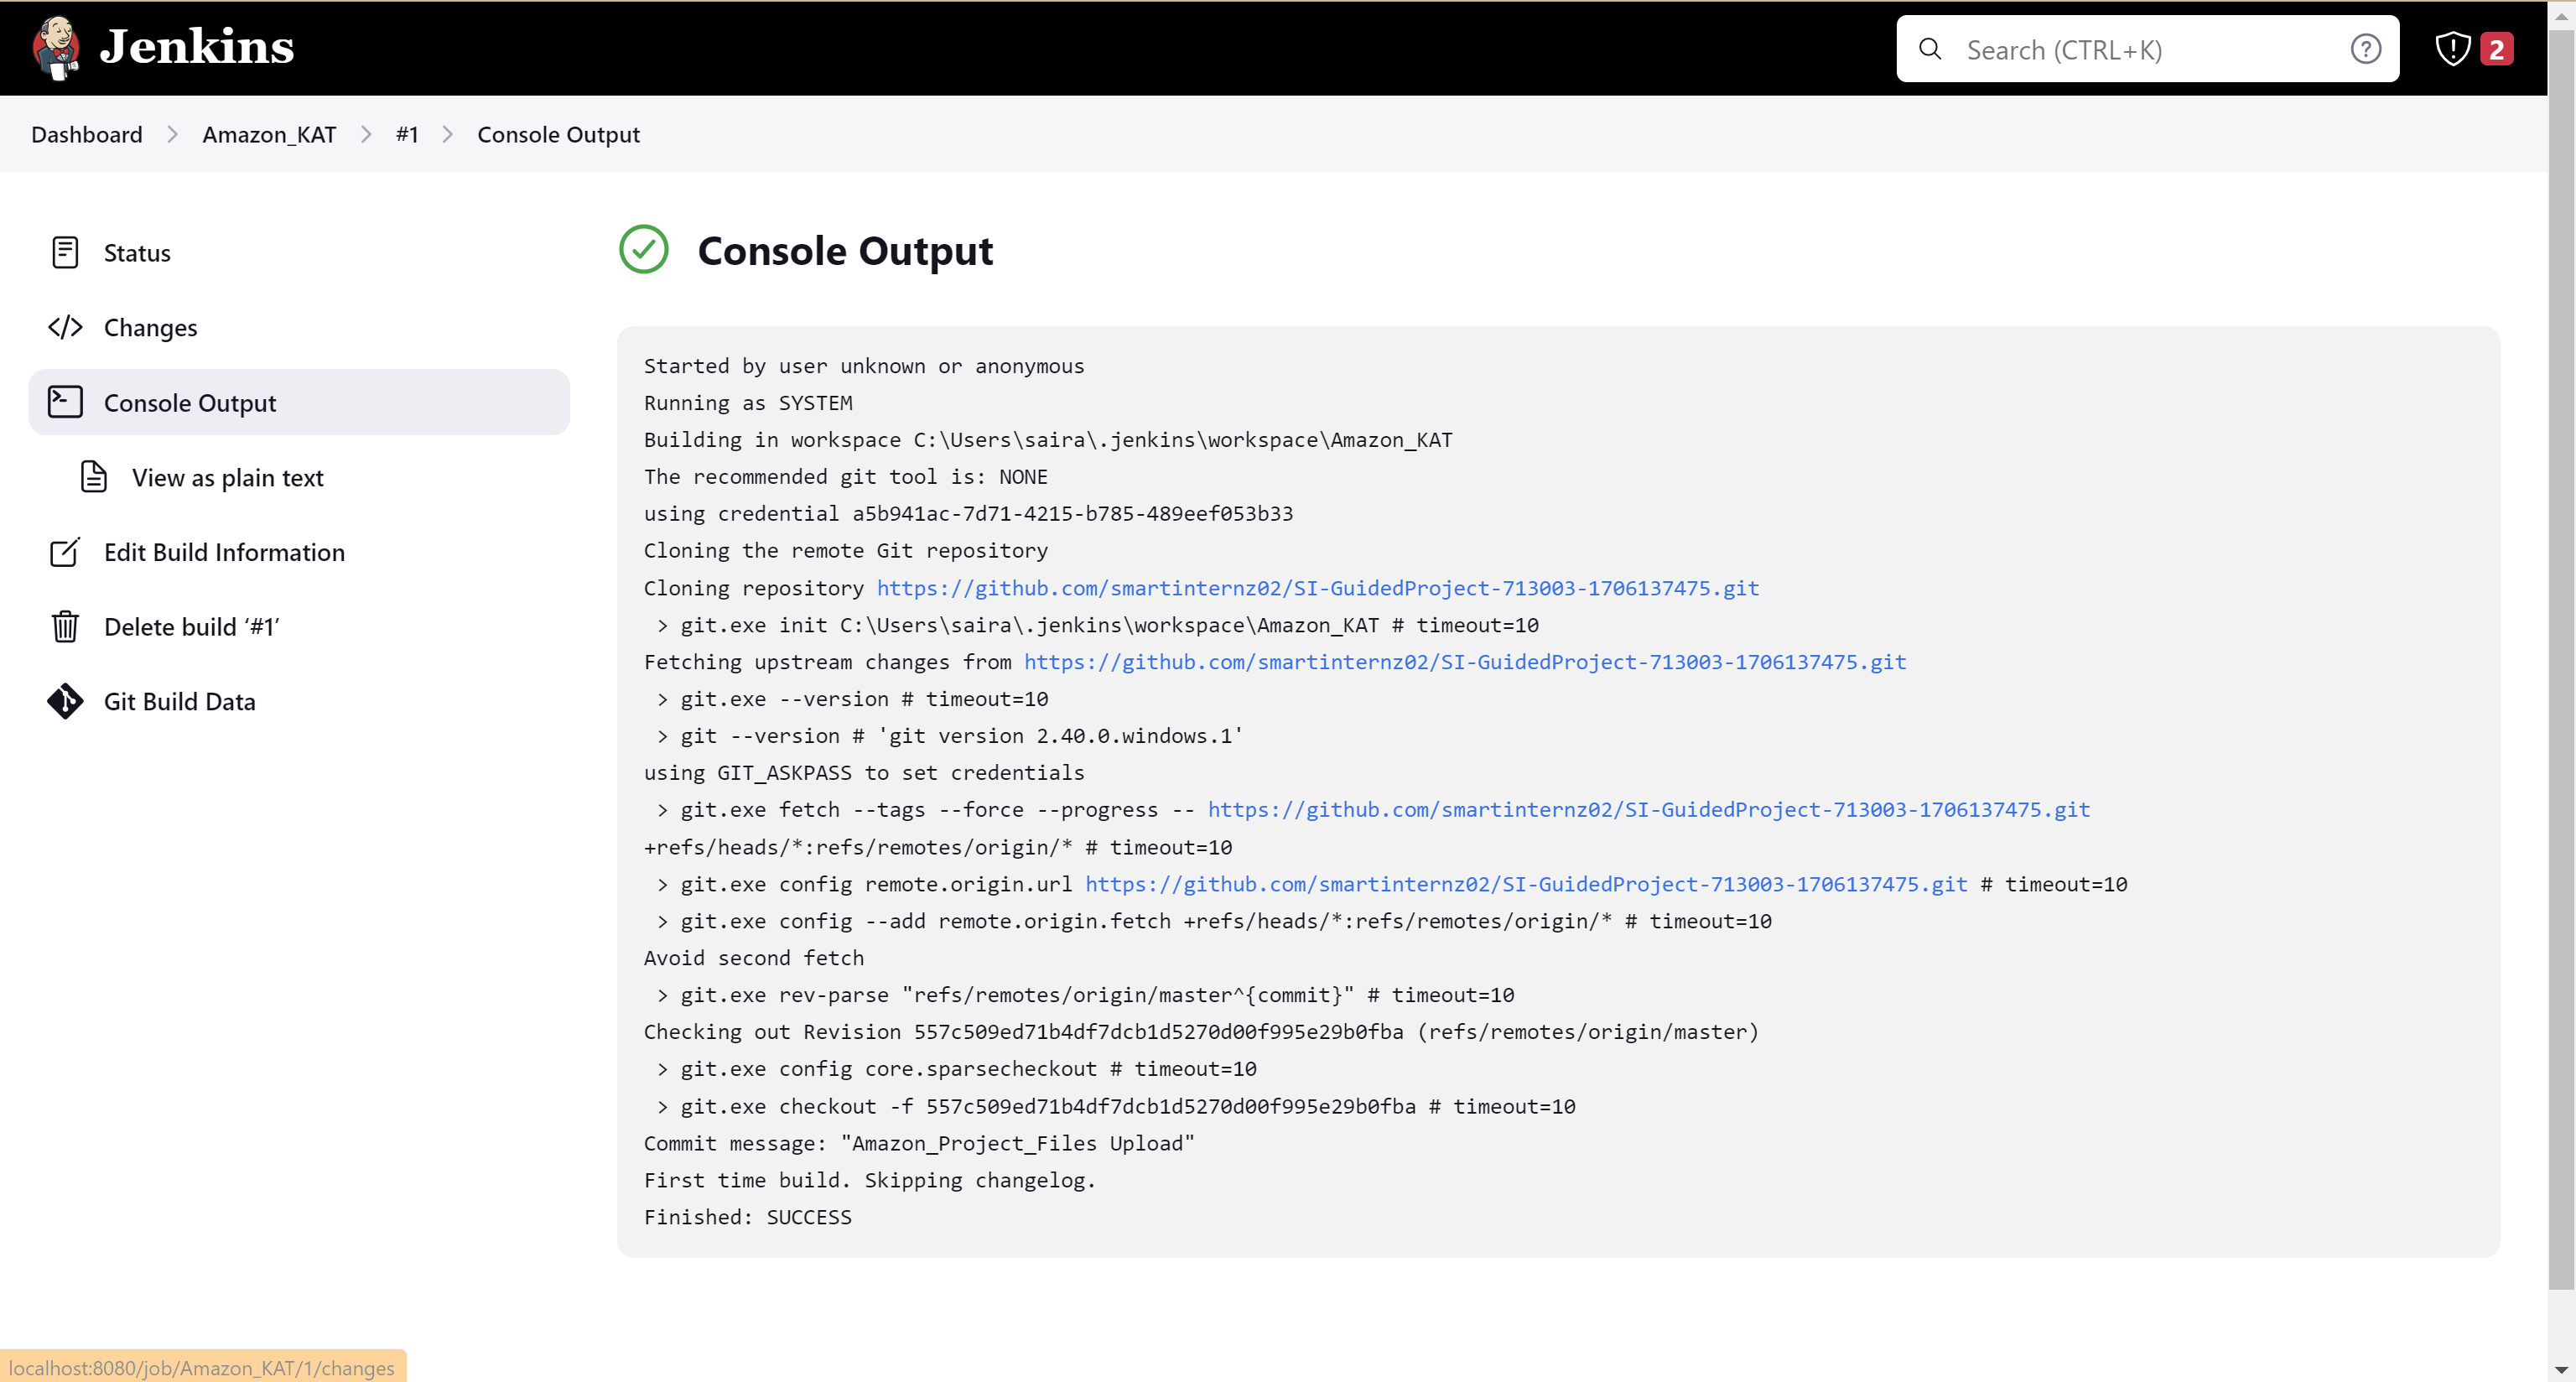 Jenkins
Search (CTRL+K)
2
Dashboard > Amazon_KAT > #1 > Console Output
Status
Changes
Console Output
View as plain text
Edit Build Information
Delete build ‘#1’
Git Build Data
Console Output
Started by user unknown or anonymous
Running as SYSTEM
Building in workspace C:\Users\saira\.jenkins\workspace\Amazon_KAT
The recommended git tool is: NONE
using credential a5b941ac-7d71-4215-b785-489eef053b33
Cloning the remote Git repository
Cloning repository https://github.com/smartinternz02/SI-GuidedProject-713003-1706137475.git
> git.exe init C:\Users\saira\.jenkins\workspace\Amazon_KAT # timeout=10
Fetching upstream changes from https://github.com/smartinternz02/SI-GuidedProject-713003-1706137475.git
> git.exe --version # timeout=10
> git --version # 'git version 2.40.0.windows.1'
using GIT_ASKPASS to set credentials
> git.exe fetch --tags --force --progress -- https://github.com/smartinternz02/SI-GuidedProject-713003-1706137475.git
+refs/heads/*:refs/remotes/origin/* # timeout=10
> git.exe config remote.origin.url https://github.com/smartinternz02/SI-GuidedProject-713003-1706137475.git # timeout=10
> git.exe config --add remote.origin.fetch +refs/heads/*:refs/remotes/origin/* # timeout=10
Avoid second fetch
> git.exe rev-parse "refs/remotes/origin/master^{commit}" # timeout=10
Checking out Revision 557c509ed71b4df7dcb1d5270d00f995e29b0fba (refs/remotes/origin/master)
> git.exe config core.sparsecheckout # timeout=10
> git.exe checkout -f 557c509ed71b4df7dcb1d5270d00f995e29b0fba # timeout=10
Commit message: "Amazon_Project_Files Upload"
First time build. Skipping changelog.
Finished: SUCCESS
localhost:8080/job/Amazon_KAT/1/changes